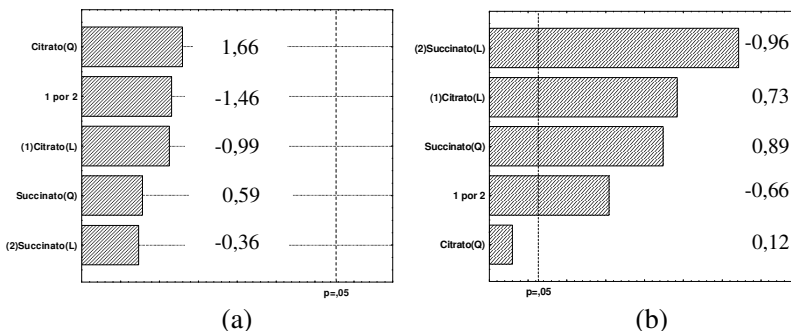 Citrato(Q) 1,66
1 por 2 -1,46
(1)Citrato(L) -0,99
Succinato(Q) 0,59
(2)Succinato(L) -0,36
p=,05
(a)
(2)Succinato(L) -0,96
(1)Citrato(L) 0,73
Succinato(Q) 0,89
1 por 2 -0,66
Citrato(Q) 0,12
p=,05
(b)